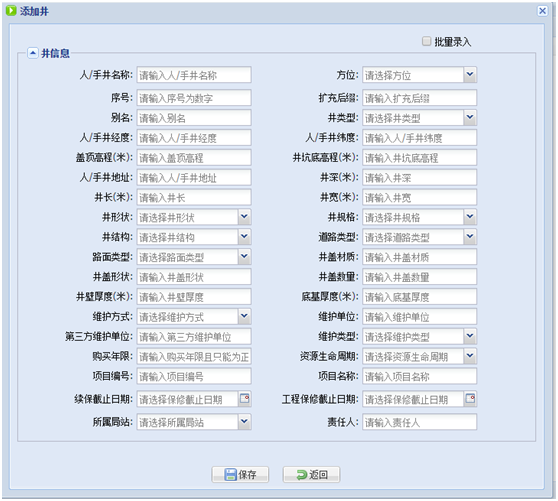 添加井
批量录入
井信息
人/手井名称: 请输入人/手井名称 方位: 请选择方位
序号: 请输入序号为数字 扩充后缀: 请输入扩充后缀
别名: 请输入别名 井类型: 请选择井类型
人/手井经度: 请输入人/手井经度 人/手井纬度: 请输入人/手井纬度
盖顶高程(米): 请输入盖顶高程 井坑底高程(米): 请输入井坑底高程
人/手井地址: 请输入人/手井地址 井深(米): 请输入井深
井长(米): 请输入井长 井宽(米): 请输入井宽
井形状: 请选择井形状 井规格: 请选择井规格
井结构: 请选择井结构 道路类型: 请选择道路类型
路面类型: 请选择路面类型 井盖材质: 请输入井盖材质
井盖形状: 请输入井盖形状 井盖数量: 请输入井盖数量
井壁厚度(米): 请输入井壁厚度 底基厚度(米): 请输入底基厚度
维护方式: 请选择维护方式 维护单位: 请输入维护单位
第三方维护单位: 请输入第三方维护单位 维护类型: 请选择维护类型
购买年限: 请输入购买年限且只能为正 资源生命周期: 请选择资源生命周期
项目编号: 请输入项目编号 项目名称: 请输入项目名称
续保截止日期: 请选择保修截止日期 工程保修截止日期: 请选择保修截止日期
所属局站: 请选择所属局站 责任人: 请输入责任人
保存 返回